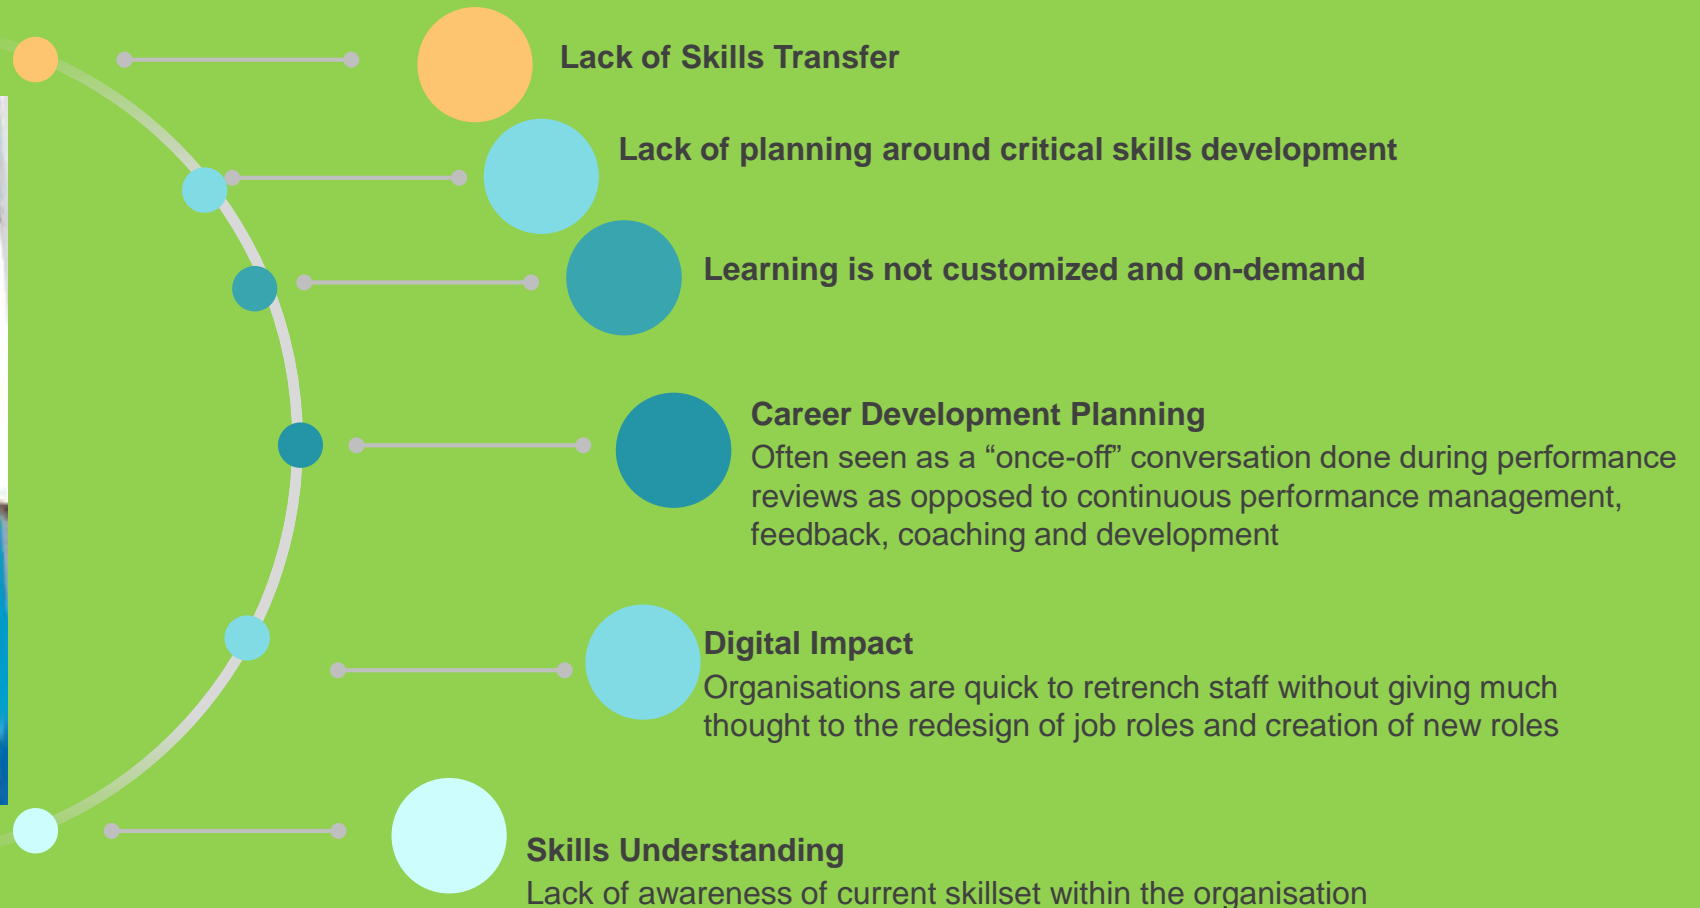 Lack of Skills Transfer
Lack of planning around critical skills development
Learning is not customized and on-demand
Career Development Planning
Often seen as a “once-off” conversation done during performance
reviews as opposed to continuous performance management,
feedback, coaching and development
Digital Impact
Organisations are quick to retrench staff without giving much
thought to the redesign of job roles and creation of new roles
Skills Understanding
Lack of awareness of current skillset within the organisation